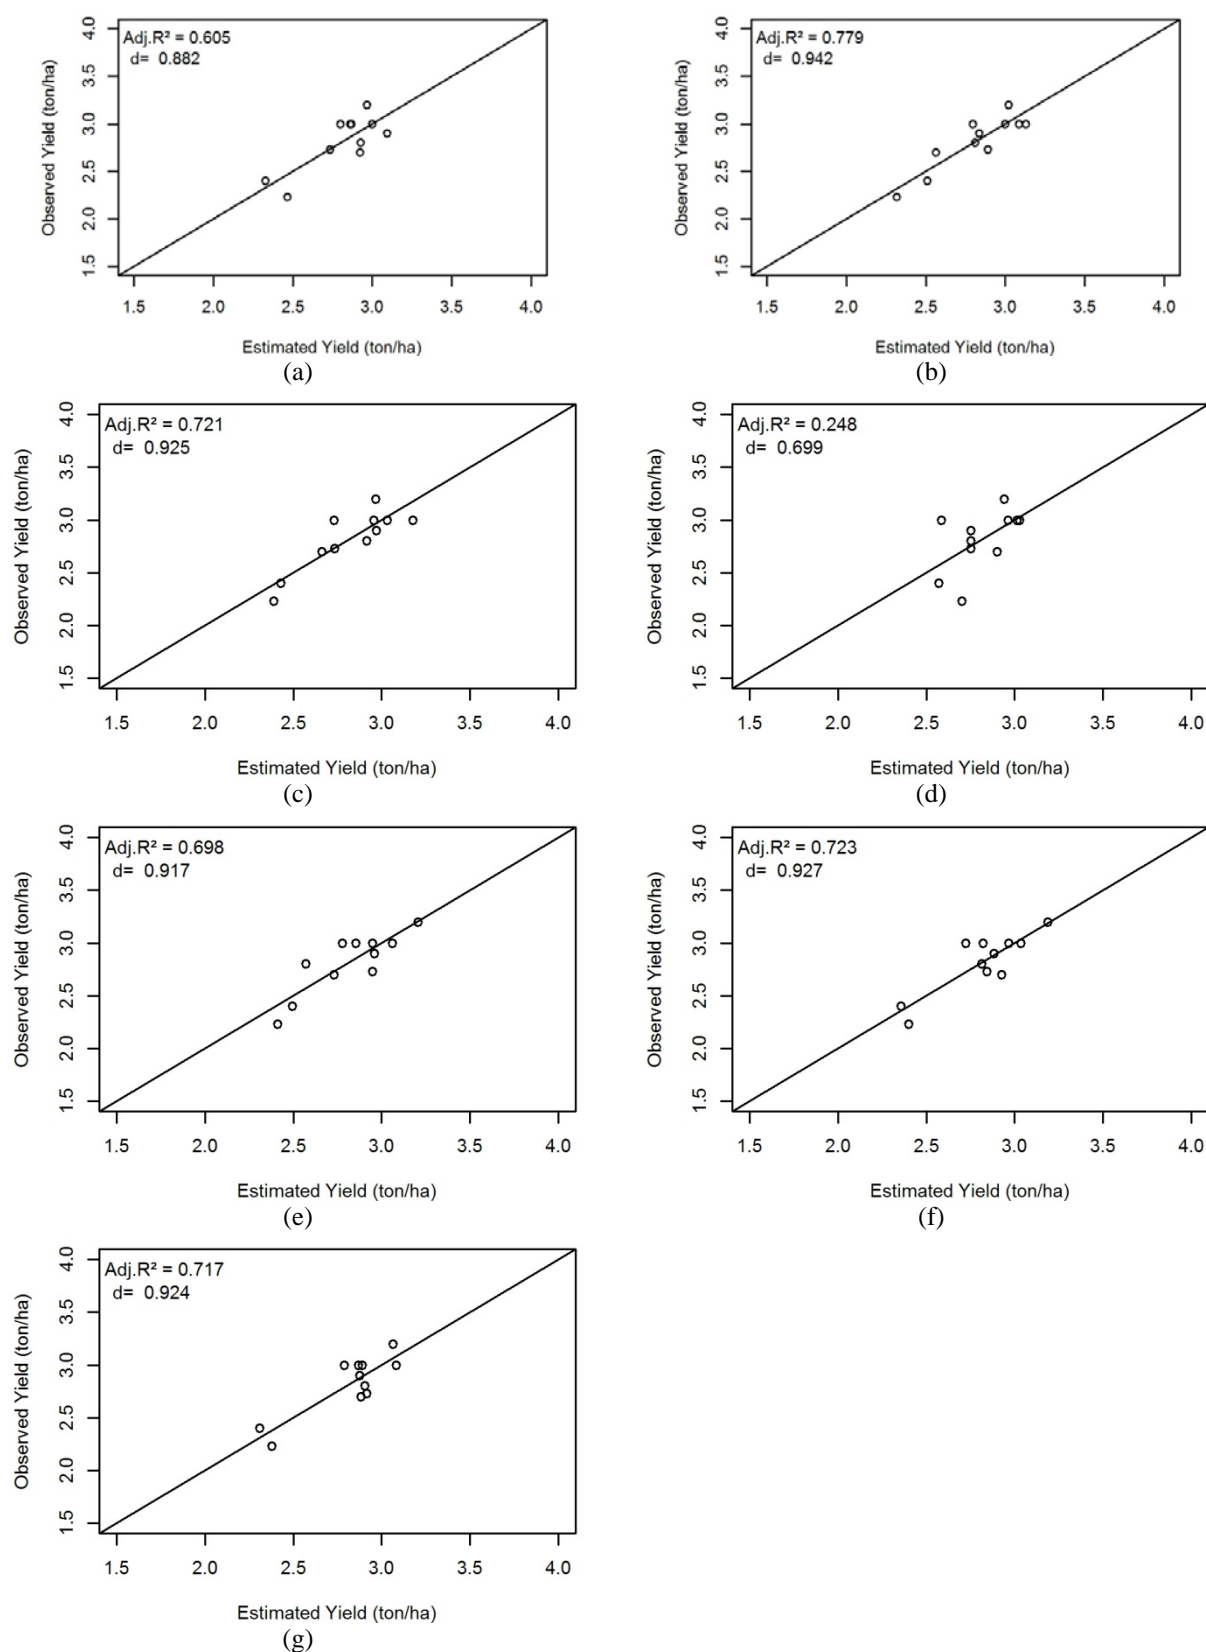 Adj.R² = 0.605
d= 0.882
Observed Yield (ton/ha)
4.0
3.5
3.0
2.5
2.0
1.5
1.5 2.0 2.5 3.0 3.5 4.0
Estimated Yield (ton/ha)
(a)
Adj.R² = 0.779
d= 0.942
Observed Yield (ton/ha)
4.0
3.5
3.0
2.5
2.0
1.5
1.5 2.0 2.5 3.0 3.5 4.0
Estimated Yield (ton/ha)
(b)
Adj.R² = 0.721
d= 0.925
Observed Yield (ton/ha)
4.0
3.5
3.0
2.5
2.0
1.5
1.5 2.0 2.5 3.0 3.5 4.0
Estimated Yield (ton/ha)
(c)
Adj.R² = 0.248
d= 0.699
Observed Yield (ton/ha)
4.0
3.5
3.0
2.5
2.0
1.5
1.5 2.0 2.5 3.0 3.5 4.0
Estimated Yield (ton/ha)
(d)
Adj.R² = 0.698
d= 0.917
Observed Yield (ton/ha)
4.0
3.5
3.0
2.5
2.0
1.5
1.5 2.0 2.5 3.0 3.5 4.0
Estimated Yield (ton/ha)
(e)
Adj.R² = 0.723
d= 0.927
Observed Yield (ton/ha)
4.0
3.5
3.0
2.5
2.0
1.5
1.5 2.0 2.5 3.0 3.5 4.0
Estimated Yield (ton/ha)
(f)
Adj.R² = 0.717
d= 0.924
Observed Yield (ton/ha)
4.0
3.5
3.0
2.5
2.0
1.5
1.5 2.0 2.5 3.0 3.5 4.0
Estimated Yield (ton/ha)
(g)